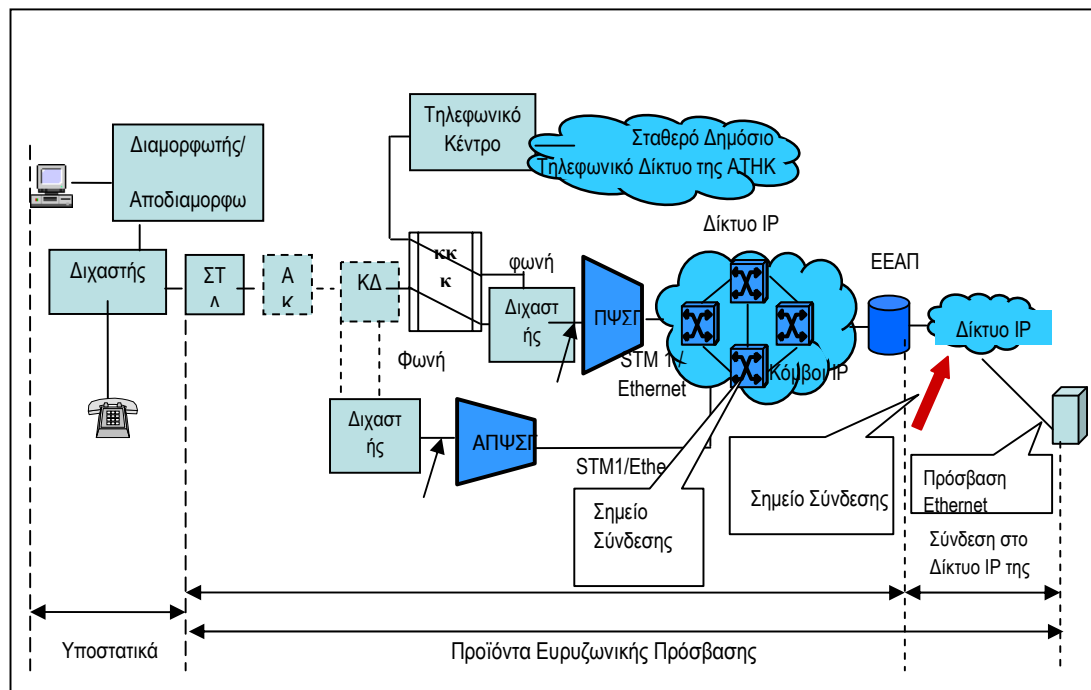 Τηλεφωνικό
Κέντρο
Σταθερό Δημόσιο
Τηλεφωνικό Δίκτυο της ΑΤΗΚ
Διαμορφωτής/
Αποδιαμορφω
Δίκτυο IP
Διχαστής
ΣΤ
Α
Κ
ΚΔ
κκ
κ
φωνή
Διχαστ
ής
ΠΨΣΓ
ΕΕΑΠ
Δίκτυο IP
Φωνή
STM 1 /
Ethernet
Κόμβοι IP
Διχαστ
ής
ΑΠΨΣΓ
STM1/Ethe
Σημείο
Σύνδεσης
Σημείο Σύνδεσης
Πρόσβαση
Ethernet
Σύνδεση στο
Δίκτυο IP της
Υποστατικά
Προϊόντα Ευρυζωνικής Πρόσβασης